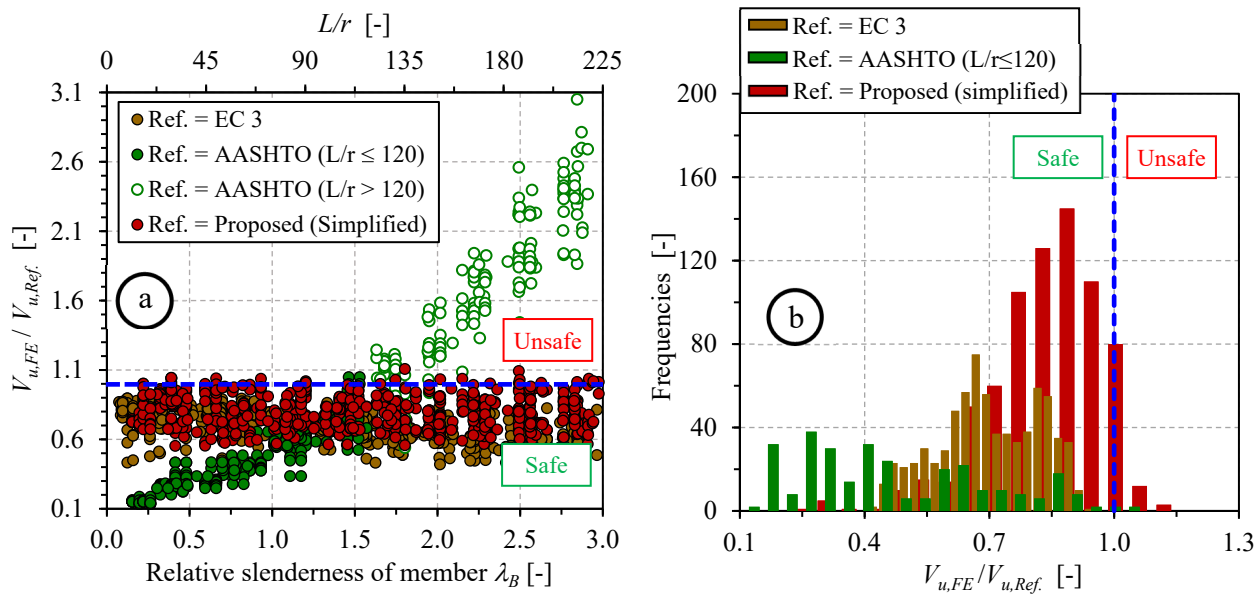 L/r [-]
0 45 90 135 180 225
3.1
2.6
2.1
1.6
1.1
0.6
0.1
V_{u,FE} / V_{u,Ref.} [-]
Ref. = EC 3
Ref. = AASHTO (L/r ≤ 120)
Ref. = AASHTO (L/r > 120)
Ref. = Proposed (Simplified)
a
Unsafe
Safe
0.0 0.5 1.0 1.5 2.0 2.5 3.0
Relative slenderness of member λ_B [-]
Ref. = EC 3
Ref. = AASHTO (L/r≤120)
Ref. = Proposed (simplified)
200
160
120
80
40
0
Frequencies [-]
Safe
Unsafe
b
0.1 0.4 0.7 1.0 1.3
V_{u,FE}/V_{u,Ref.} [-]